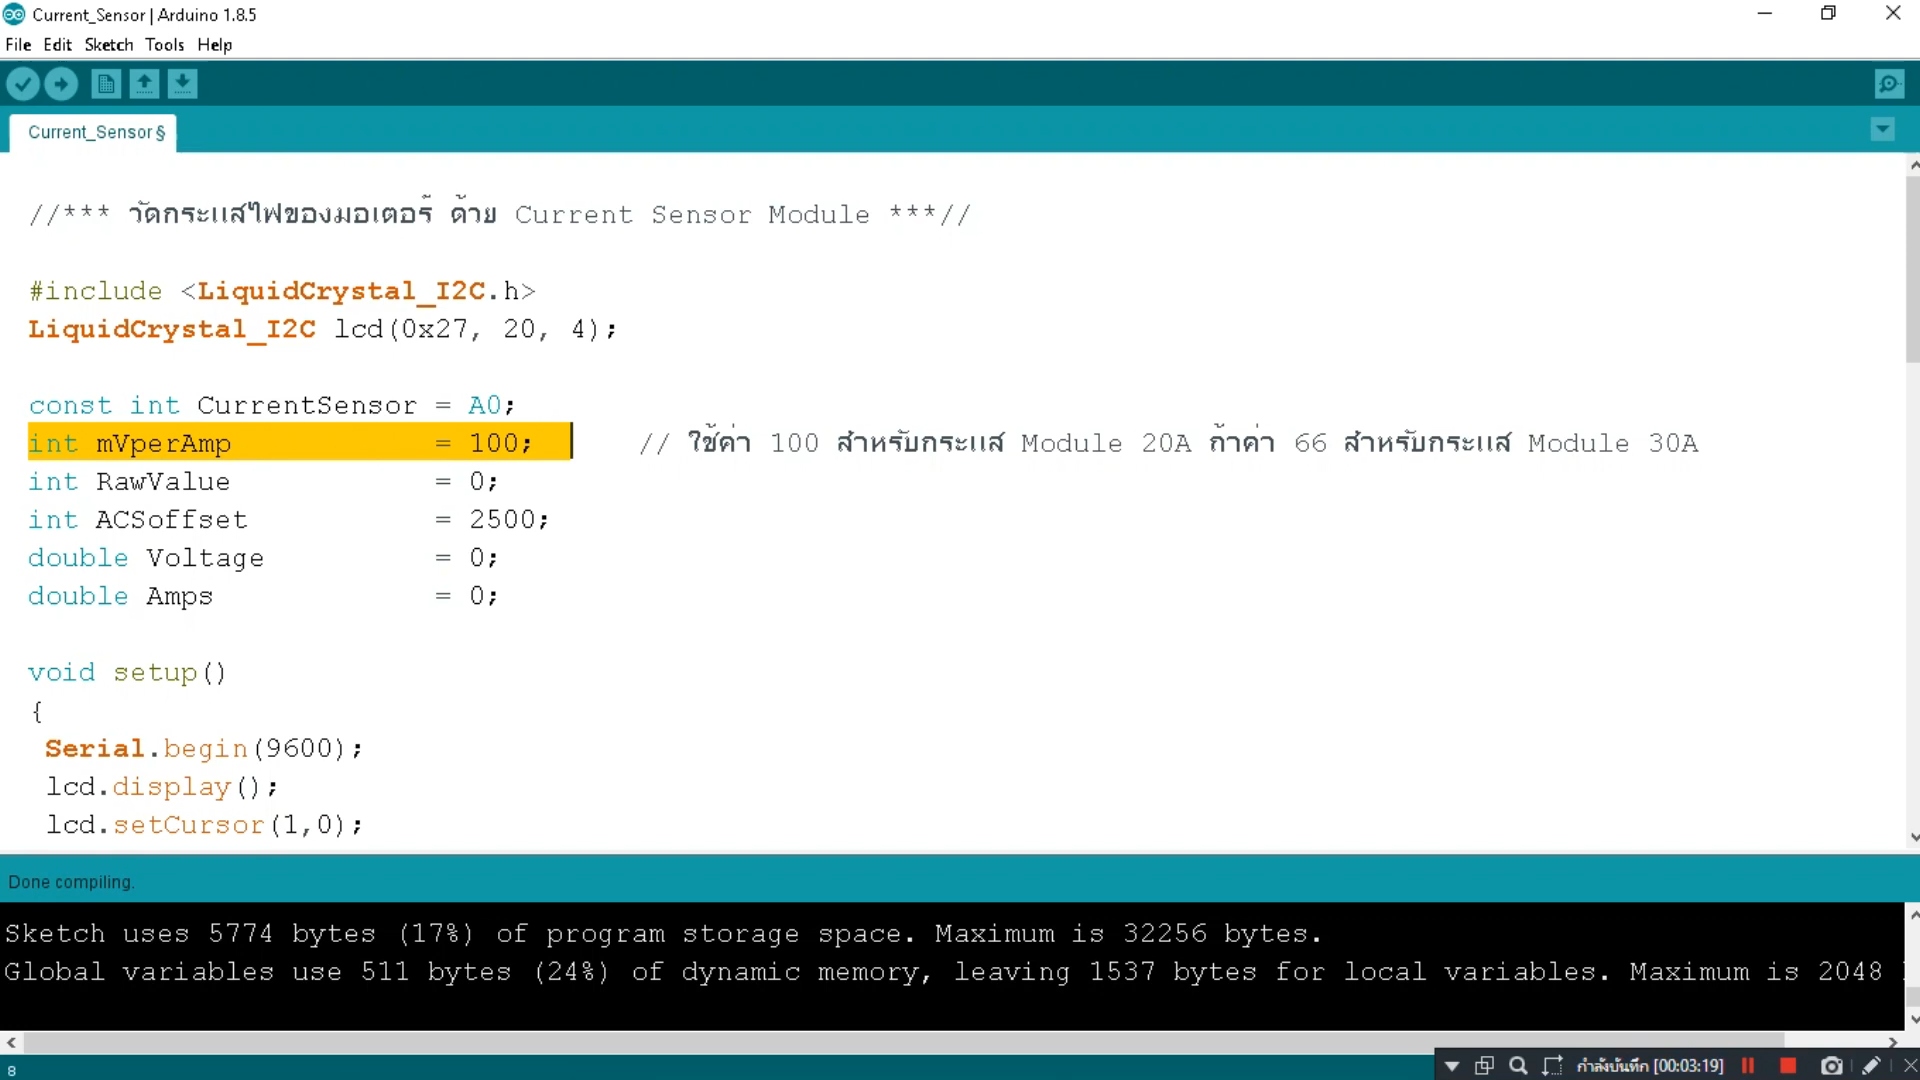 Current_Sensor | Arduino 1.8.5
File Edit Sketch Tools Help
Current_Sensor §
//*** วัดกระแสไฟของมอเตอร์ ด้วย Current Sensor Module ***//
#include <LiquidCrystal_I2C.h>
LiquidCrystal_I2C lcd(0x27, 20, 4);
const int CurrentSensor = A0;
int mVperAmp = 100; // ใช้ค่า 100 สำหรับกระแส Module 20A ถ้าค่า 66 สำหรับกระแส Module 30A
int RawValue = 0;
int ACSoffset = 2500;
double Voltage = 0;
double Amps = 0;
void setup()
{
Serial.begin(9600);
lcd.display();
lcd.setCursor(1,0);
Done compiling.
Sketch uses 5774 bytes (17%) of program storage space. Maximum is 32256 bytes.
Global variables use 511 bytes (24%) of dynamic memory, leaving 1537 bytes for local variables. Maximum is 2048
8
กำลังบันทึก [00:03:19]